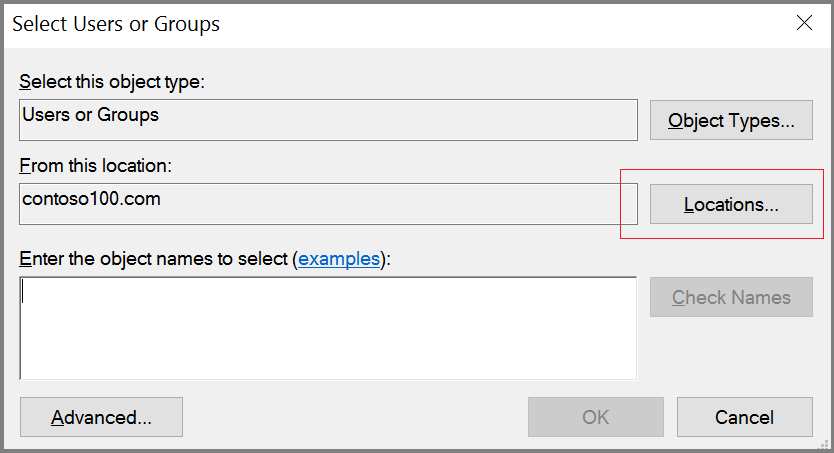 Select Users or Groups
Select this object type:
Users or Groups
Object Types...
From this location:
contoso100.com
Locations...
Enter the object names to select (examples):
Check Names
Advanced...
OK
Cancel